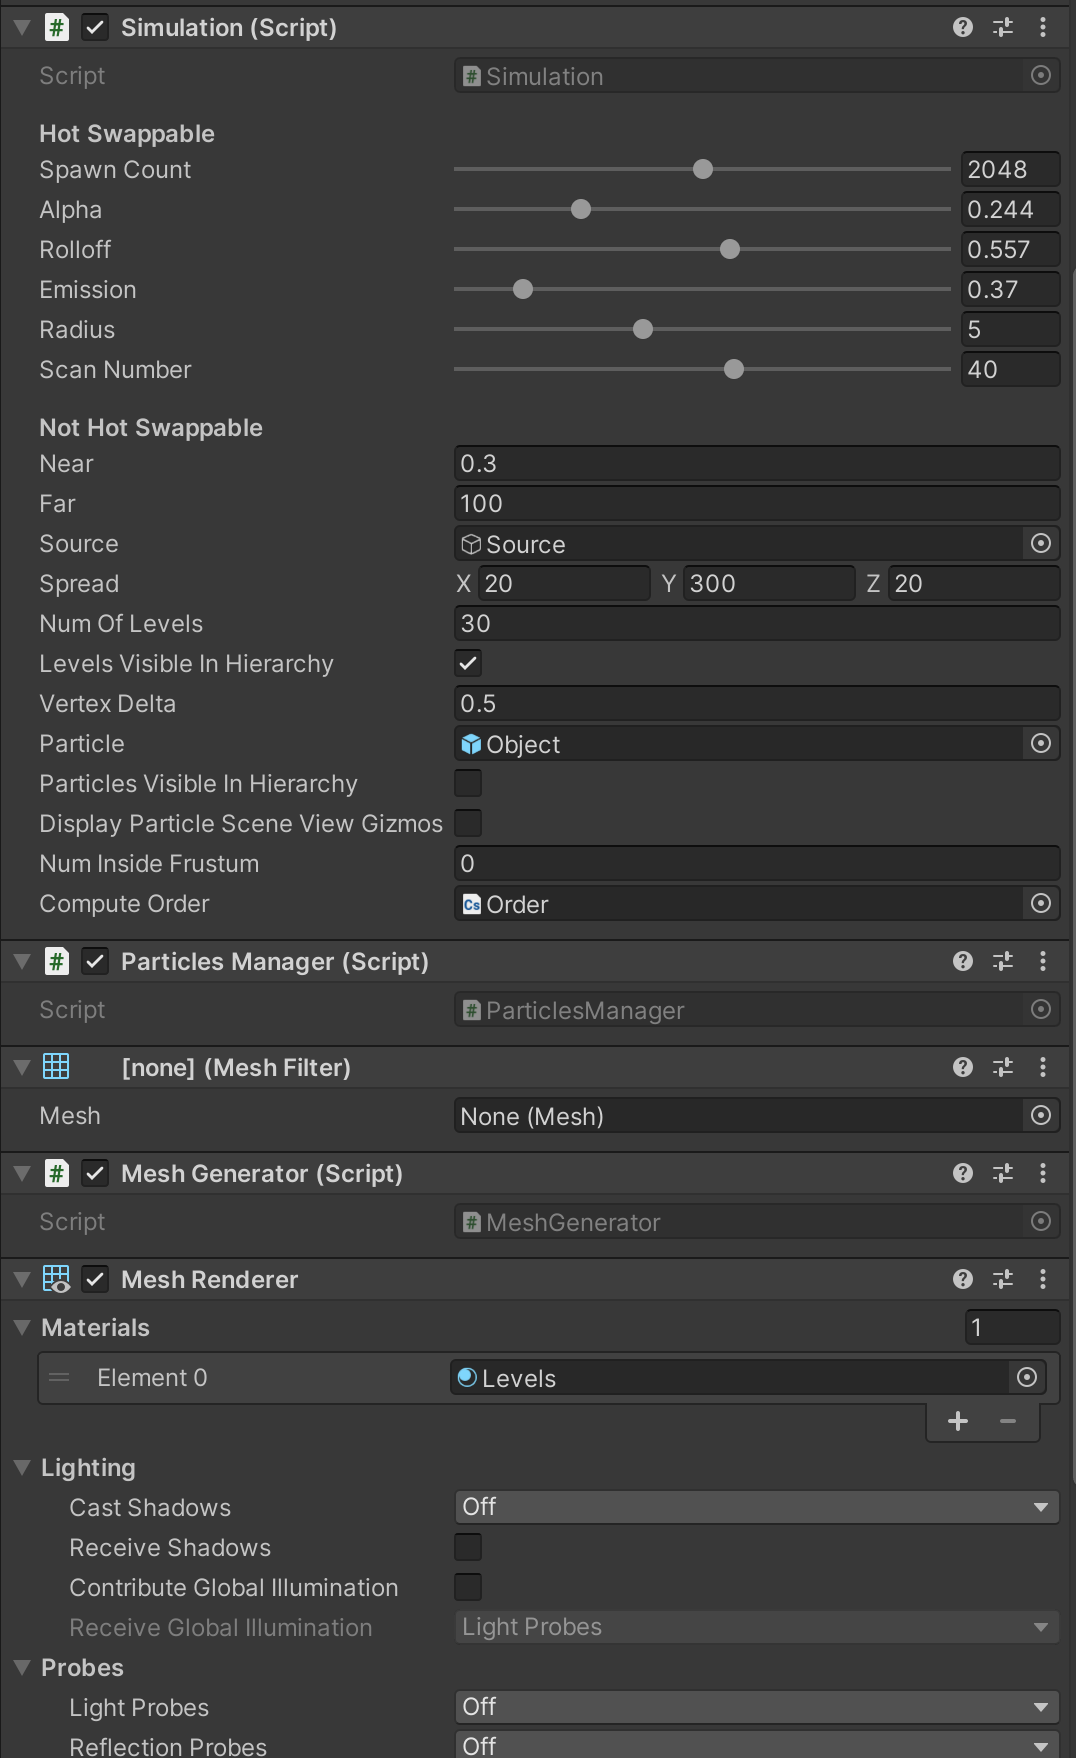 Simulation (Script)
Script Simulation
Hot Swappable
Spawn Count 2048
Alpha 0.244
Rolloff 0.557
Emission 0.37
Radius 5
Scan Number 40
Not Hot Swappable
Near 0.3
Far 100
Source Source
Spread X 20 Y 300 Z 20
Num Of Levels 30
Levels Visible In Hierarchy
Vertex Delta 0.5
Particle Object
Particles Visible In Hierarchy
Display Particle Scene View Gizmos
Num Inside Frustum 0
Compute Order Order
Particles Manager (Script)
Script ParticlesManager
[none] (Mesh Filter)
Mesh None (Mesh)
Mesh Generator (Script)
Script MeshGenerator
Mesh Renderer
Materials 1
Element 0 Levels
Lighting
Cast Shadows Off
Receive Shadows
Contribute Global Illumination
Receive Global Illumination Light Probes
Probes
Light Probes Off
Reflection Probes Off